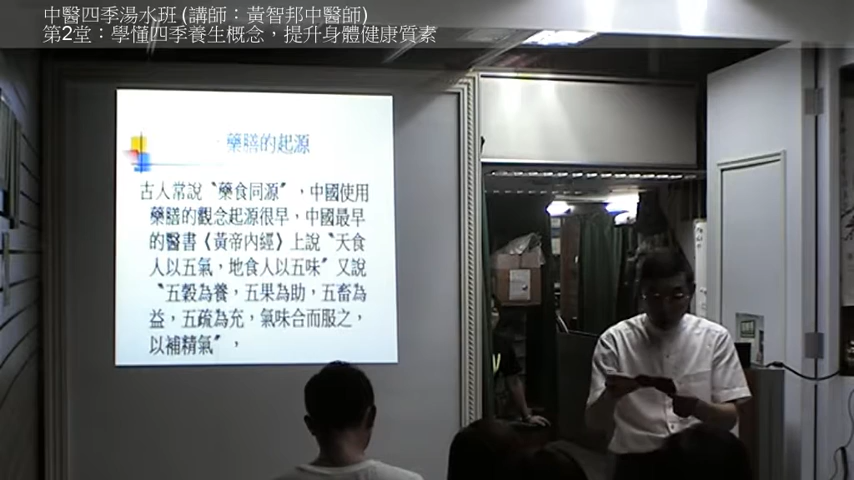 中醫四季湯水班 (講師：黃智邦中醫師)
第2堂：學懂四季養生概念，提升身體健康質素
藥膳的起源
古人常說〝藥食同源〞，中國使用
藥膳的觀念起源很早，中國最早
的醫書《黃帝內經》上說〝天食
人以五氣，地食人以五味〞又說
〝五穀為養，五果為助，五畜為
益，五疏為充，氣味合而服之，
以補精氣〞，